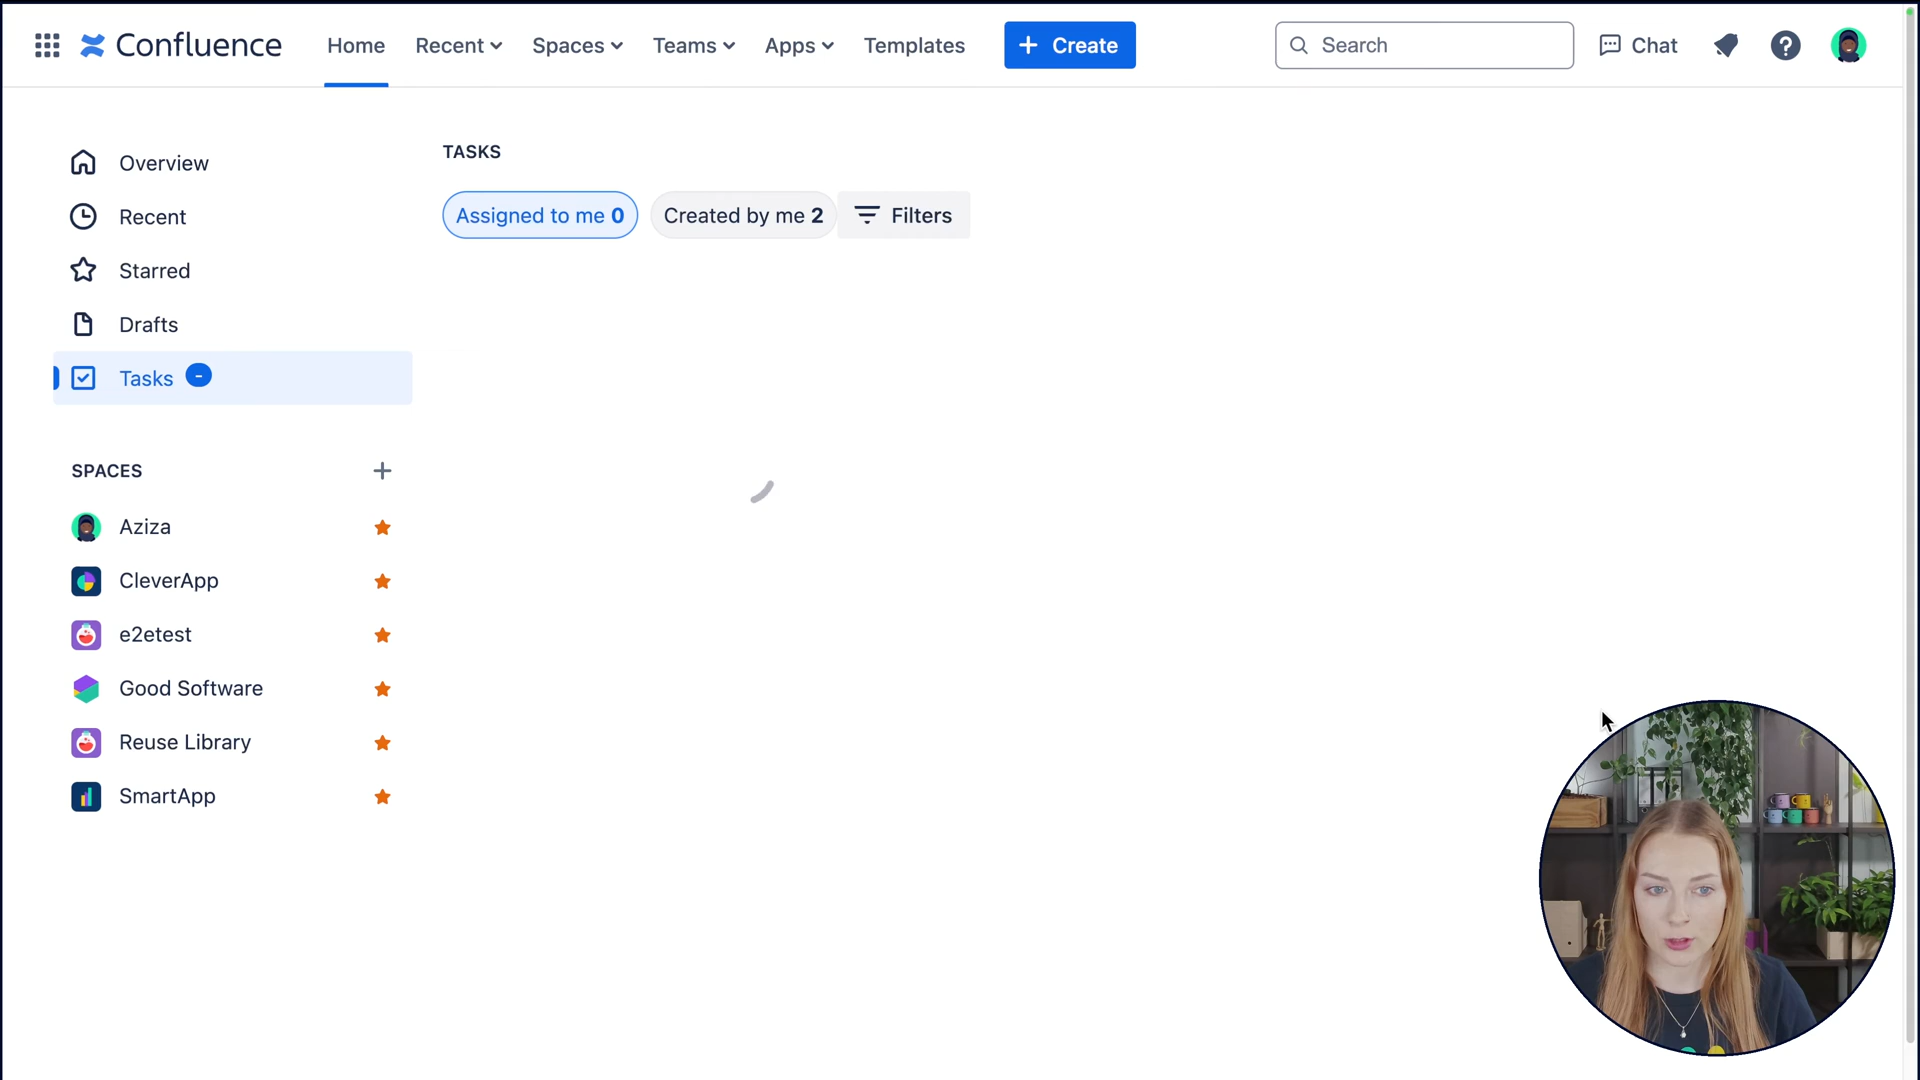 Confluence
Home
Recent
Spaces
Teams
Apps
Templates
+ Create
Search
Chat
Overview
Recent
Starred
Drafts
Tasks -
SPACES
Aziza
CleverApp
e2etest
Good Software
Reuse Library
SmartApp
TASKS
Assigned to me 0
Created by me 2
Filters